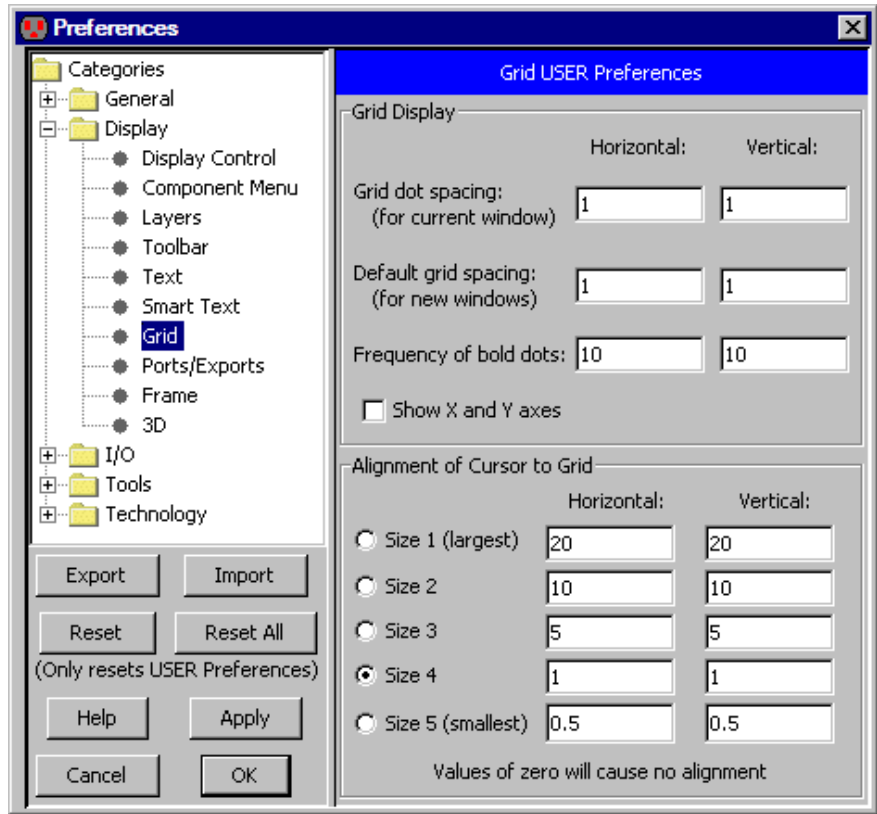 Preferences
Categories
General
Display
Display Control
Component Menu
Layers
Toolbar
Text
Smart Text
Grid
Ports/Exports
Frame
3D
I/O
Tools
Technology
Export Import
Reset Reset All
(Only resets USER Preferences)
Help Apply
Cancel OK
Grid USER Preferences
Grid Display
Horizontal: Vertical:
Grid dot spacing:
(for current window) 1 1
Default grid spacing:
(for new windows) 1 1
Frequency of bold dots: 10 10
Show X and Y axes
Alignment of Cursor to Grid
Horizontal: Vertical:
Size 1 (largest) 20 20
Size 2 10 10
Size 3 5 5
Size 4 1 1
Size 5 (smallest) 0.5 0.5
Values of zero will cause no alignment